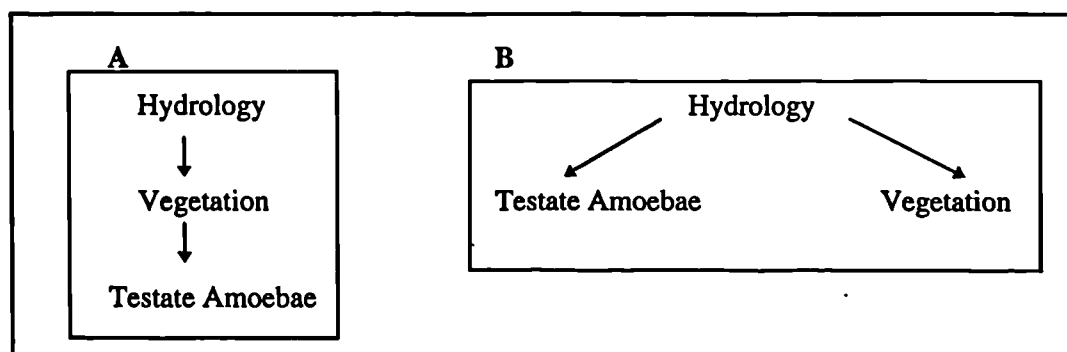 A
Hydrology
Vegetation
Testate Amoebae
B
Hydrology
Testate Amoebae Vegetation